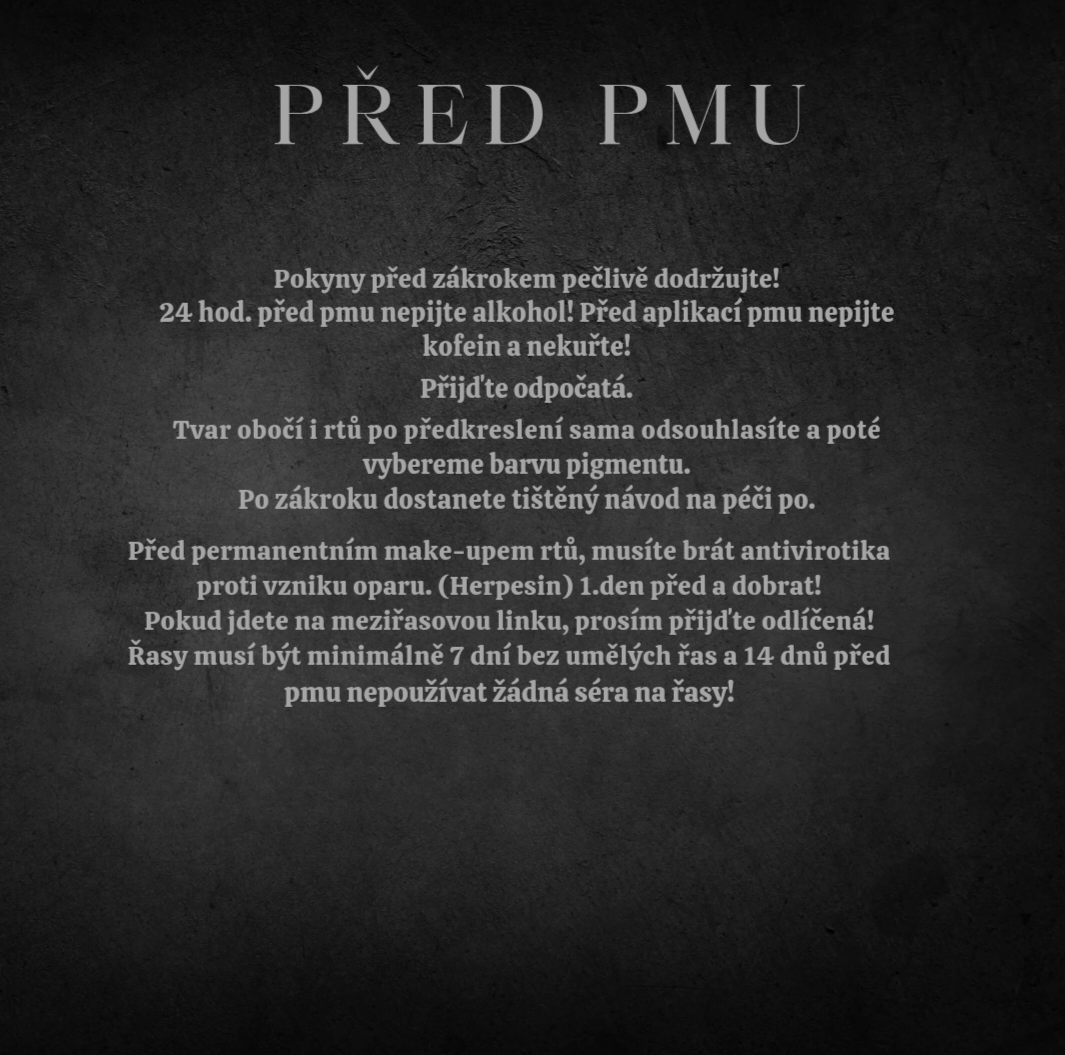 PŘED PMU
Pokyny před zákrokem pečlivě dodržujte!
24 hod. před pmu nepijte alkohol! Před aplikací pmu nepijte
kofein a nekuřte!
Přijďte odpočatá.
Tvar obočí i rtů po předkreslení sama odsouhlasíte a poté
vybereme barvu pigmentu.
Po zákroku dostanete tištěný návod na péči po.
Před permanentním make-upem rtů, musíte brát antivirotika
proti vzniku oparu. (Herpesin) 1.den před a dobrat!
Pokud jdete na meziřasovou linku, prosím přijďte odlíčená!
Řasy musí být minimálně 7 dní bez umělých řas a 14 dnů před
pmu nepoužívat žádná séra na řasy!